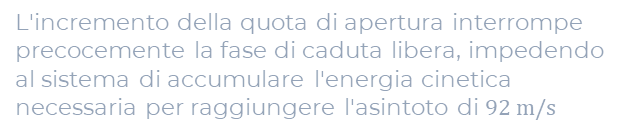 L'incremento della quota di apertura interrompe
precocemente la fase di caduta libera, impedendo
al sistema di accumulare l'energia cinetica
necessaria per raggiungere l'asintoto di 92 m/s